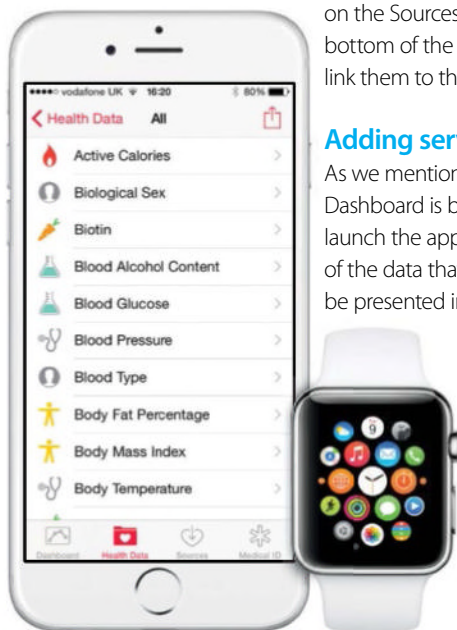 on the Sources
bottom of the
link them to th
vodafone UK 16:20 80%
Health Data All
Active Calories
Biological Sex
Biotin
Blood Alcohol Content
Blood Glucose
Blood Pressure
Blood Type
Body Fat Percentage
Body Mass Index
Body Temperature
Dashboard Health Data Sources Medical ID
Adding serv
As we mention
Dashboard is b
launch the app
of the data tha
be presented i
9